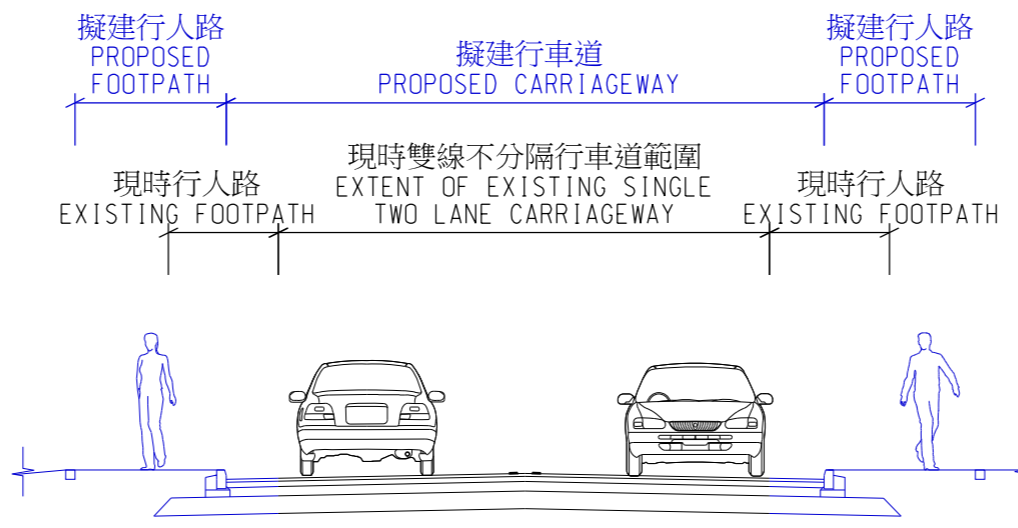 擬建行人路
PROPOSED
FOOTPATH
擬建行車道
PROPOSED CARRIAGEWAY
擬建行人路
PROPOSED
FOOTPATH
現時行人路
EXISTING FOOTPATH
現時雙線不分隔行車道範圍
EXTENT OF EXISTING SINGLE
TWO LANE CARRIAGEWAY
現時行人路
EXISTING FOOTPATH